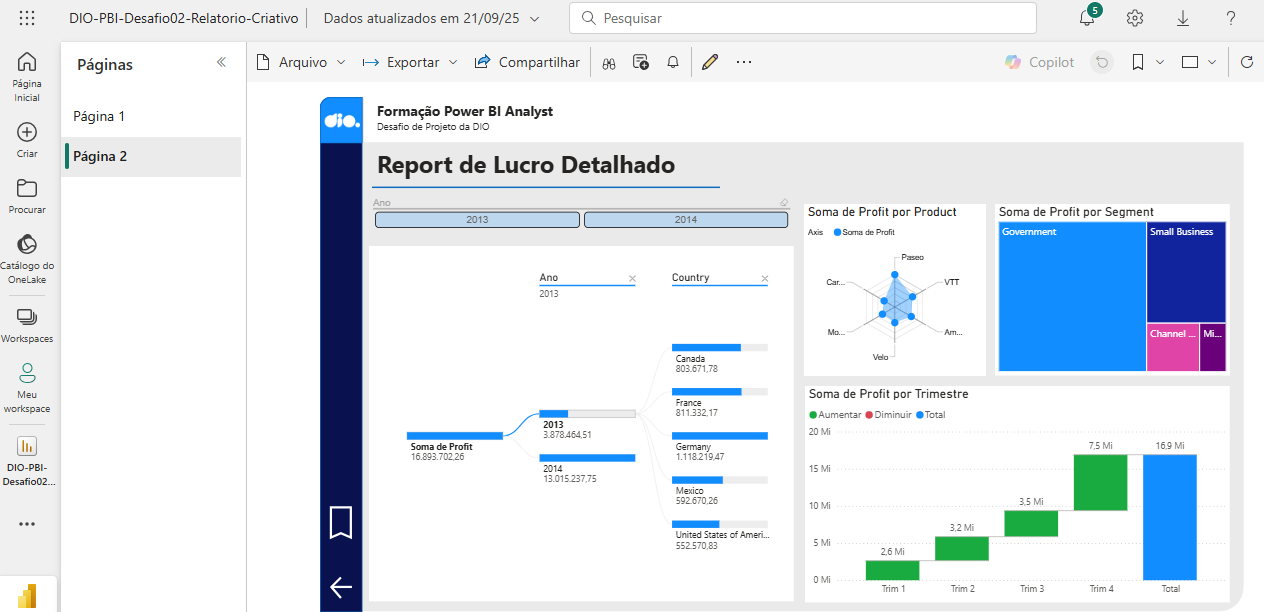 DIO-PBI-Desafio02-Relatorio-Criativo
Dados atualizados em 21/09/25
Pesquisar
5
?
Página
Inicial
Criar
Procurar
Catálogo do
OneLake
Workspaces
Meu
workspace
DIO-PBI-
Desafio02...
Páginas
Página 1
Página 2
Arquivo
Exportar
Compartilhar
Copilot
dio.
Formação Power BI Analyst
Desafio de Projeto da DIO
Report de Lucro Detalhado
Ano
2013
2014
Ano
2013
Country
Soma de Profit
16.893.702,26
2013
3.878.464,51
2014
13.015.237,75
Canada
803.671,78
France
811.332,17
Germany
1.118.219,47
Mexico
592.670,26
United States of Ameri...
552.570,83
Soma de Profit por Product
Axis
Soma de Profit
Paseo
VTT
Am...
Velo
Mo...
Car...
Soma de Profit por Segment
Government
Small Business
Channel ...
Mi...
Soma de Profit por Trimestre
Aumentar
Diminuir
Total
20 Mi
15 Mi
10 Mi
5 Mi
0 Mi
2,6 Mi
3,2 Mi
3,5 Mi
7,5 Mi
16,9 Mi
Trim 1
Trim 2
Trim 3
Trim 4
Total